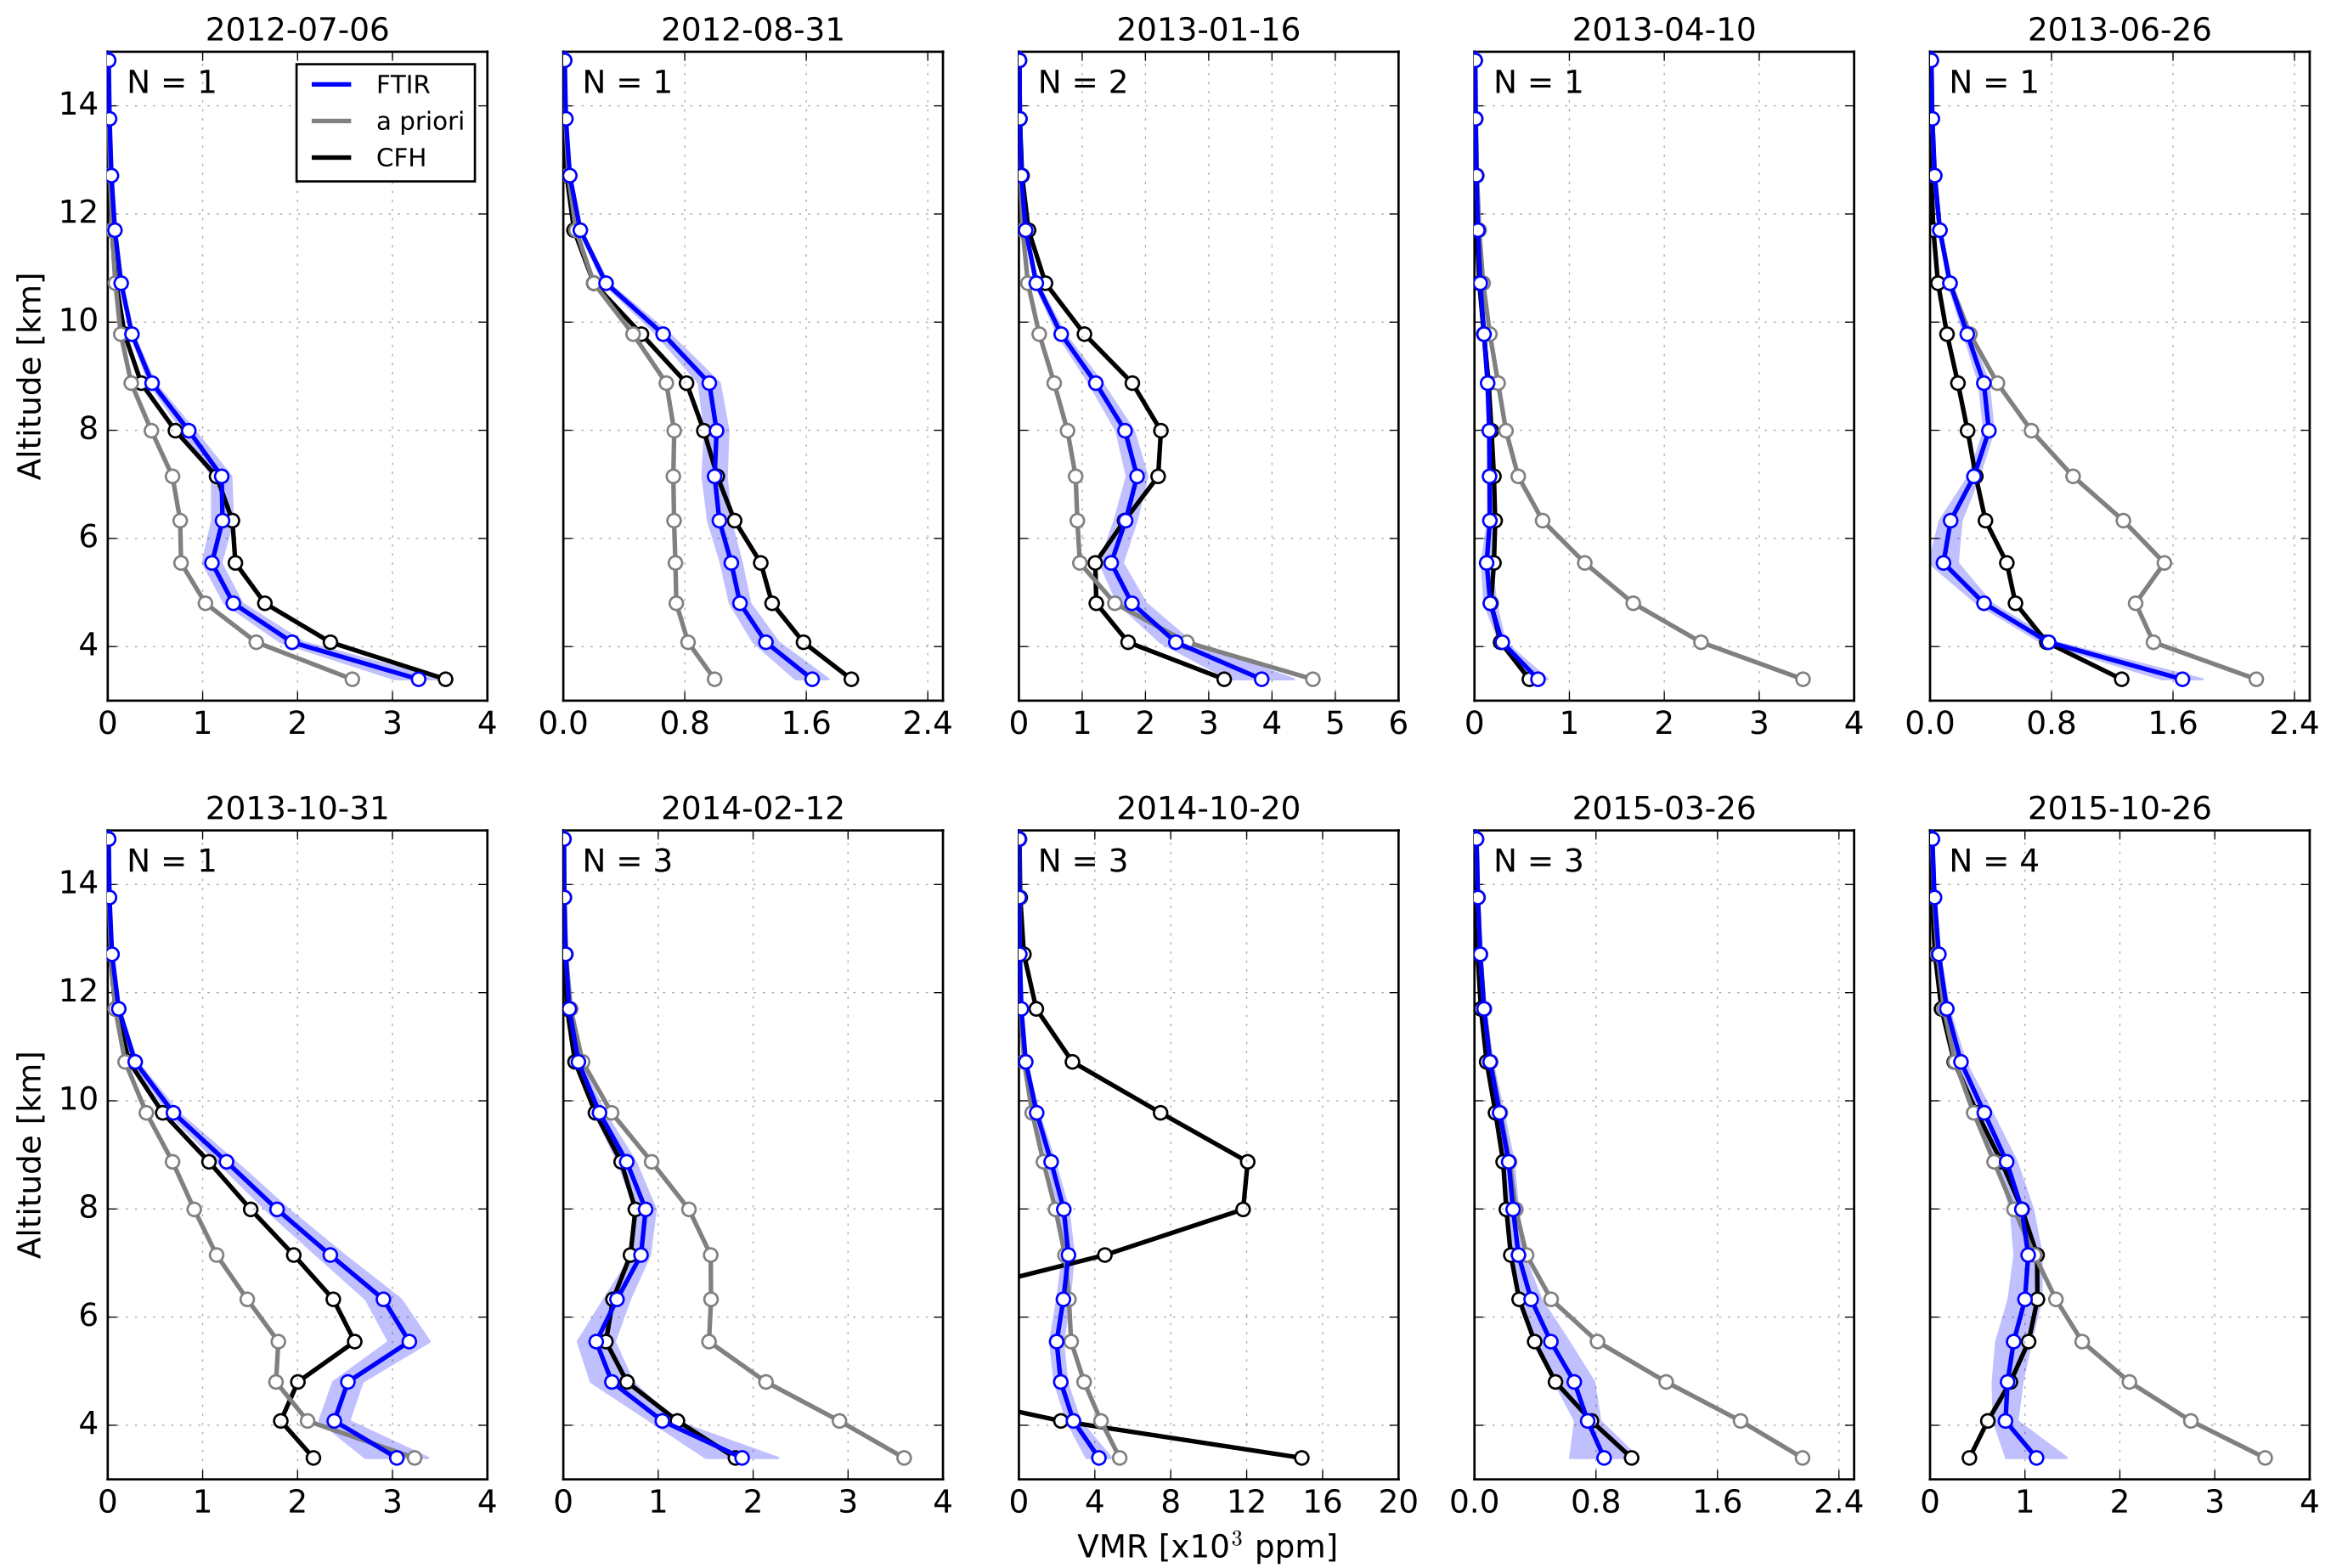 2012-07-06 2012-08-31 2013-01-16 2013-04-10 2013-06-26
N = 1 N = 1 N = 2 N = 1 N = 1
FTIR
a priori
CFH
Altitude [km]
14
12
10
8
6
4
0 1 2 3 4 0.0 0.8 1.6 2.4 0 1 2 3 4 5 6 0 1 2 3 4 0.0 0.8 1.6 2.4
2013-10-31 2014-02-12 2014-10-20 2015-03-26 2015-10-26
N = 1 N = 3 N = 3 N = 3 N = 4
Altitude [km]
14
12
10
8
6
4
0 1 2 3 4 0 1 2 3 4 0 4 8 12 16 20 0.0 0.8 1.6 2.4 0 1 2 3 4
VMR [x10³ ppm]